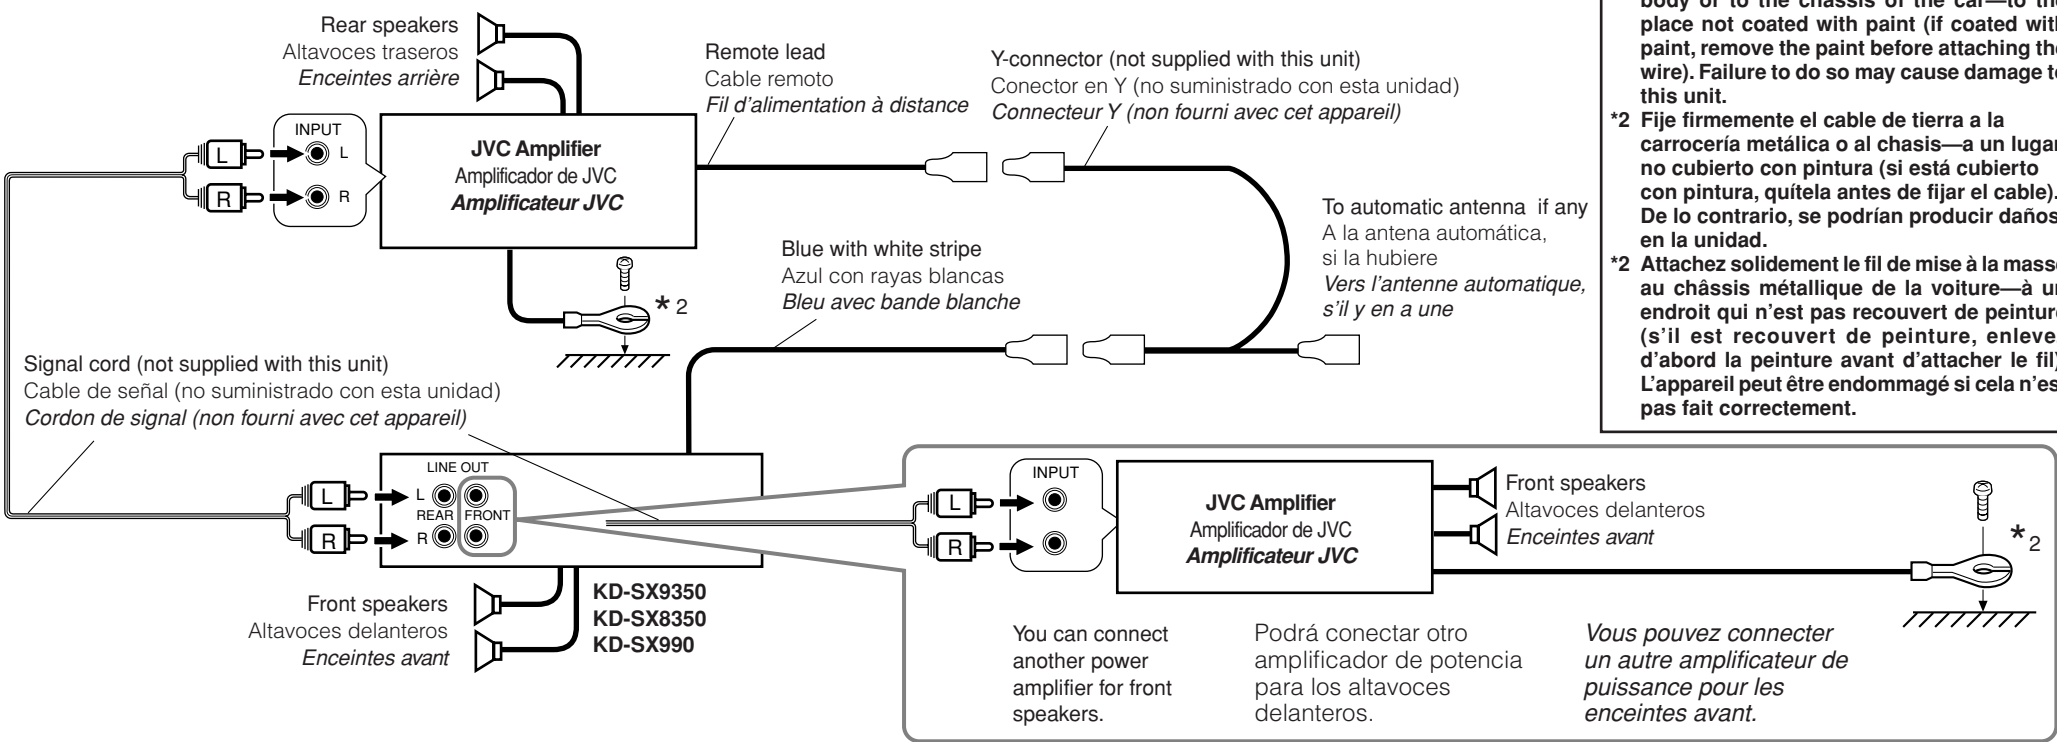 Rear speakers
Altavoces traseros
Enceintes arrière
Remote lead
Cable remoto
Fil d'alimentation à distance
Y-connector (not supplied with this unit)
Conector en Y (no suministrado con esta unidad)
Connecteur Y (non fourni avec cet appareil)
INPUT
L
L
R
R
JVC Amplifier
Amplificador de JVC
Amplificateur JVC
*2
Blue with white stripe
Azul con rayas blancas
Bleu avec bande blanche
To automatic antenna if any
A la antena automática,
si la hubiere
Vers l'antenne automatique,
s'il y en a une
body or to the chassis of the car—to the
place not coated with paint (if coated with
paint, remove the paint before attaching the
wire). Failure to do so may cause damage to
this unit.
*2 Fije firmemente el cable de tierra a la
carrocería metálica o al chasis—a un lugar
no cubierto con pintura (si está cubierto
con pintura, quítela antes de fijar el cable).
De lo contrario, se podrían producir daños
en la unidad.
*2 Attachez solidement le fil de mise à la masse
au châssis métallique de la voiture—à un
endroit qui n'est pas recouvert de peinture
(s'il est recouvert de peinture, enlevez
d'abord la peinture avant d'attacher le fil)
L'appareil peut être endommagé si cela n'est
pas fait correctement.
Signal cord (not supplied with this unit)
Cable de señal (no suministrado con esta unidad)
Cordon de signal (non fourni avec cet appareil)
LINE OUT
L
L
REAR FRONT
R
R
Front speakers
Altavoces delanteros
Enceintes avant
KD-SX9350
KD-SX8350
KD-SX990
INPUT
L
R
JVC Amplifier
Amplificador de JVC
Amplificateur JVC
Front speakers
Altavoces delanteros
Enceintes avant
*2
You can connect
another power
amplifier for front
speakers.
Podrá conectar otro
amplificador de potencia
para los altavoces
delanteros.
Vous pouvez connecter
un autre amplificateur de
puissance pour les
enceintes avant.